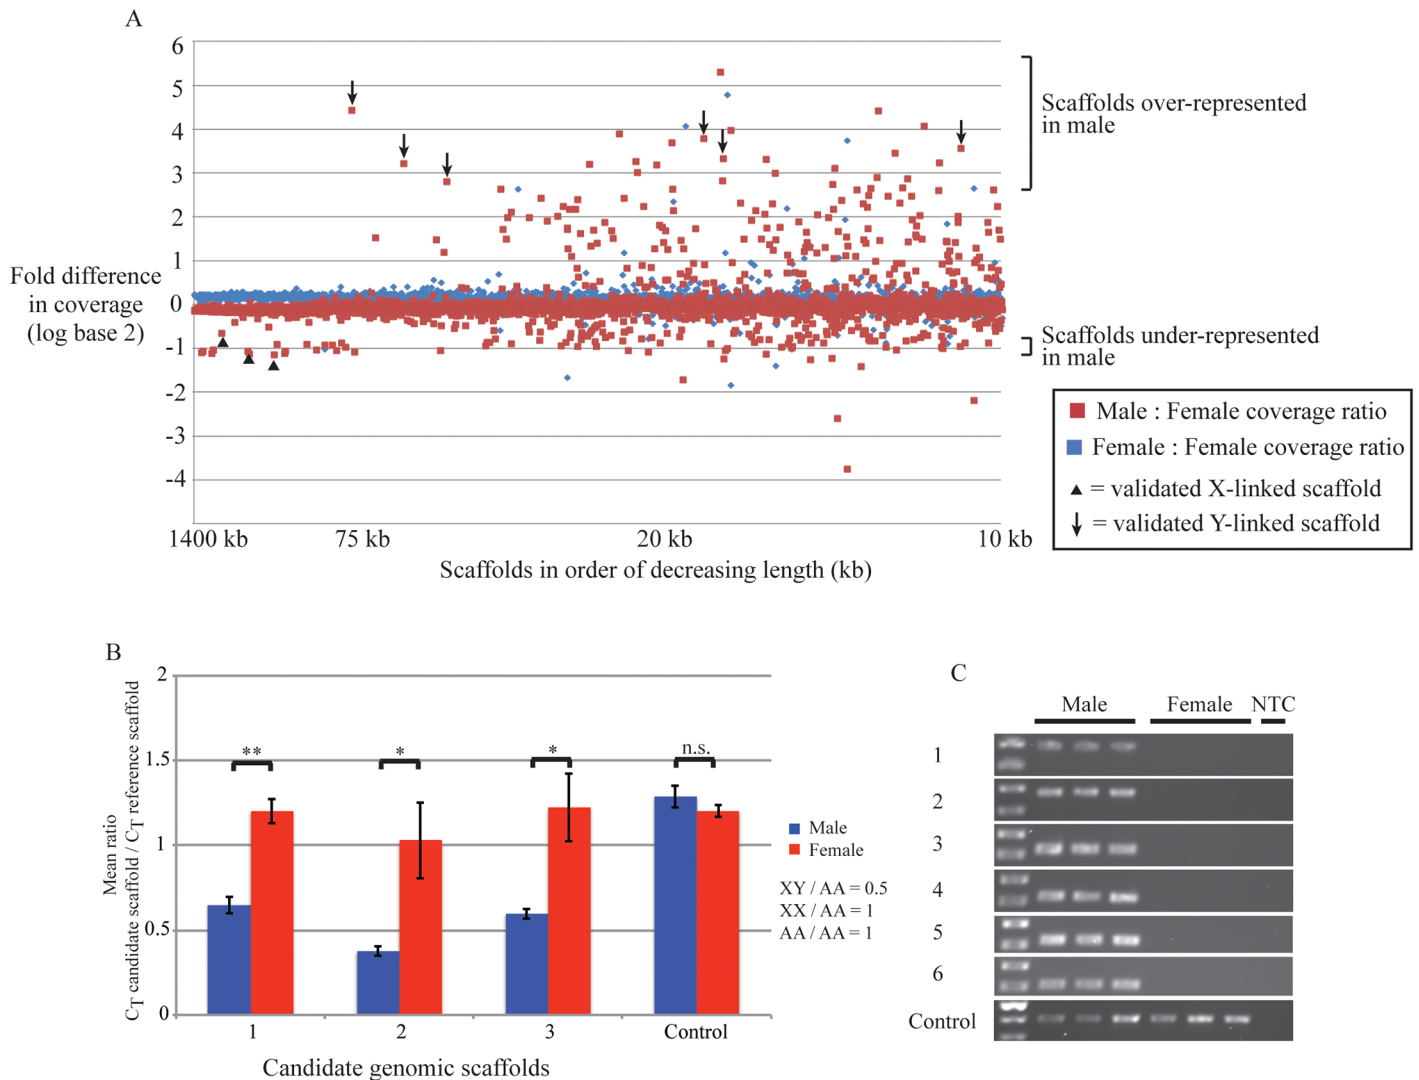 A
6
5
4
3
2
1
0
-1
-2
-3
-4
Fold difference
in coverage
(log base 2)
1400 kb
75 kb
20 kb
10 kb
Scaffolds in order of decreasing length (kb)
Scaffolds over-represented
in male
Scaffolds under-represented
in male
Male : Female coverage ratio
Female : Female coverage ratio
= validated X-linked scaffold
= validated Y-linked scaffold
B
Mean ratio
CT candidate scaffold / CT reference scaffold
2
1.5
1
0.5
0
**
*
*
n.s.
1
2
3
Control
Candidate genomic scaffolds
Male
Female
XY / AA = 0.5
XX / AA = 1
AA / AA = 1
C
Male
Female
NTC
1
2
3
4
5
6
Control